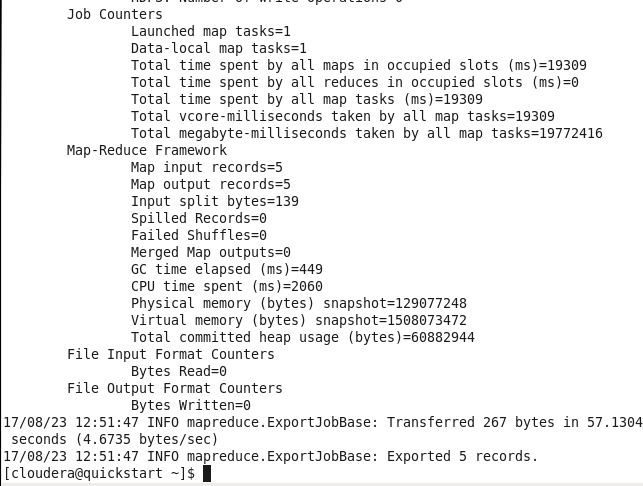 Job Counters
Launched map tasks=1
Data-local map tasks=1
Total time spent by all maps in occupied slots (ms)=19309
Total time spent by all reduces in occupied slots (ms)=0
Total time spent by all map tasks (ms)=19309
Total vcore-milliseconds taken by all map tasks=19309
Total megabyte-milliseconds taken by all map tasks=19772416
Map-Reduce Framework
Map input records=5
Map output records=5
Input split bytes=139
Spilled Records=0
Failed Shuffles=0
Merged Map outputs=0
GC time elapsed (ms)=449
CPU time spent (ms)=2060
Physical memory (bytes) snapshot=129077248
Virtual memory (bytes) snapshot=1508073472
Total committed heap usage (bytes)=60882944
File Input Format Counters
Bytes Read=0
File Output Format Counters
Bytes Written=0
17/08/23 12:51:47 INFO mapreduce.ExportJobBase: Transferred 267 bytes in 57.1304
seconds (4.6735 bytes/sec)
17/08/23 12:51:47 INFO mapreduce.ExportJobBase: Exported 5 records.
[cloudera@quickstart ~]$